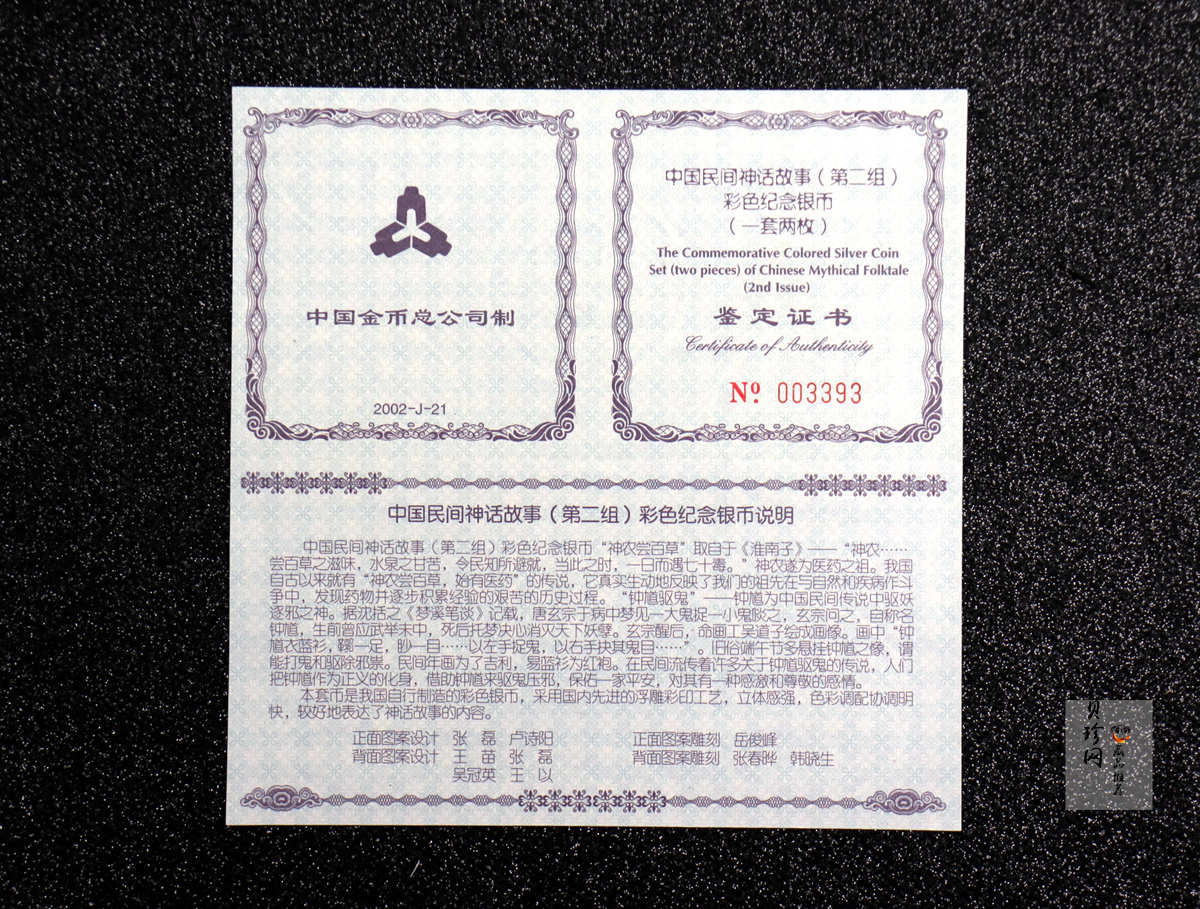 中国金币总公司制
2002-J-21
中国民间神话故事（第二组）
彩色纪念银币
（一套两枚）
The Commemorative Colored Silver Coin
Set (two pieces) of Chinese Mythical Folktale
(2nd Issue)
鉴定证书
Certificate of Authenticity
Nº 003393
中国民间神话故事（第二组）彩色纪念银币说明
中国民间神话故事（第二组）彩色纪念银币“神农尝百草”取自于《淮南子》——“神农……
尝百草之滋味，水泉之甘苦，令民知所避就，当此之时，一日而遇七十毒。”神农遂为医药之祖。我国
自古以来就有“神农尝百草，始有医药”的传说，它真实生动地反映了我们的祖先在与自然和疾病作斗
争中，发现药物并逐步积累经验的艰苦的历史过程。“钟馗驱鬼”——钟馗为中国民间传说中驱妖
逐邪之神。据沈括之《梦溪笔谈》记载，唐玄宗于病中梦见一大鬼捉一小鬼啖之，玄宗问之，自称名
钟馗，生前曾应武举未中，死后托梦决心消灭天下妖孽。玄宗醒后，命画工吴道子绘成画像。画中“钟
馗衣蓝衫，鞹一足，眇一目……以左手捉鬼，以右手抉其鬼目……”。旧俗端午节多悬挂钟馗之像，谓
能打鬼和驱除邪祟。民间年画为了吉利，易蓝衫为红袍。在民间流传着许多关于钟馗驱鬼的传说，人们
把钟馗作为正义的化身，借助钟馗来驱鬼压邪，保佑一家平安，对其有一种感激和尊敬的感情。
本套币是我国自行制造的彩色银币，采用国内先进的浮雕彩印工艺，立体感强，色彩调配协调明
快，较好地表达了神话故事的内容。
正面图案设计 张 磊 卢诗阳
背面图案设计 王 苗 张 磊
吴冠英 王 以
正面图案雕刻 岳俊峰
背面图案雕刻 张春晔 韩晓生
贝珍网